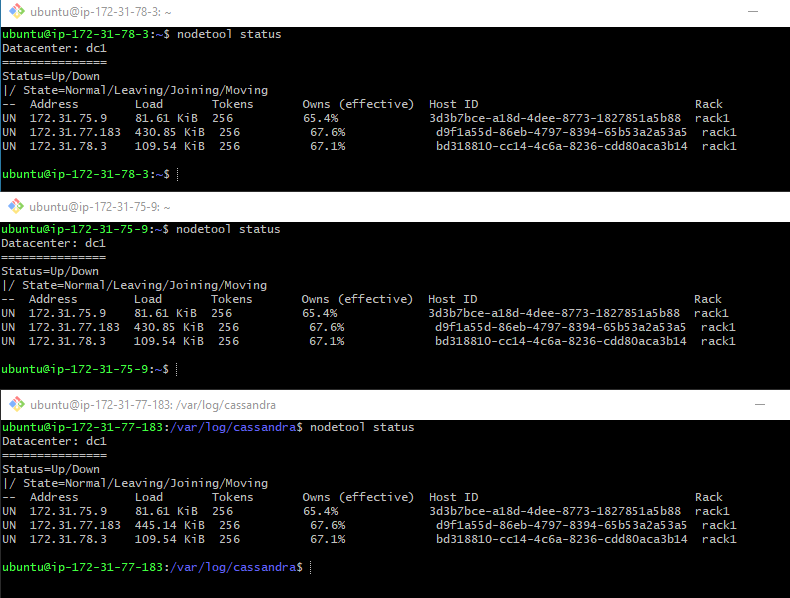 ubuntu@ip-172-31-78-3: ~
ubuntu@ip-172-31-78-3:~$ nodetool status
Datacenter: dc1
===============
Status=Up/Down
|/ State=Normal/Leaving/Joining/Moving
--  Address        Load       Tokens       Owns (effective)  Host ID                               Rack
UN  172.31.75.9    81.61 KiB  256          65.4%             3d3b7bce-a18d-4dee-8773-1827851a5b88  rack1
UN  172.31.77.183  430.85 KiB  256          67.6%             d9f1a55d-86eb-4797-8394-65b53a2a53a5  rack1
UN  172.31.78.3    109.54 KiB  256          67.1%             bd318810-cc14-4c6a-8236-cdd80aca3b14  rack1
ubuntu@ip-172-31-78-3:~$
ubuntu@ip-172-31-75-9: ~
ubuntu@ip-172-31-75-9:~$ nodetool status
Datacenter: dc1
===============
Status=Up/Down
|/ State=Normal/Leaving/Joining/Moving
--  Address        Load       Tokens       Owns (effective)  Host ID                               Rack
UN  172.31.75.9    81.61 KiB  256          65.4%             3d3b7bce-a18d-4dee-8773-1827851a5b88  rack1
UN  172.31.77.183  430.85 KiB  256          67.6%             d9f1a55d-86eb-4797-8394-65b53a2a53a5  rack1
UN  172.31.78.3    109.54 KiB  256          67.1%             bd318810-cc14-4c6a-8236-cdd80aca3b14  rack1
ubuntu@ip-172-31-75-9:~$
ubuntu@ip-172-31-77-183: /var/log/cassandra
ubuntu@ip-172-31-77-183:/var/log/cassandra$ nodetool status
Datacenter: dc1
===============
Status=Up/Down
|/ State=Normal/Leaving/Joining/Moving
--  Address        Load       Tokens       Owns (effective)  Host ID                               Rack
UN  172.31.75.9    81.61 KiB  256          65.4%             3d3b7bce-a18d-4dee-8773-1827851a5b88  rack1
UN  172.31.77.183  445.14 KiB  256          67.6%             d9f1a55d-86eb-4797-8394-65b53a2a53a5  rack1
UN  172.31.78.3    109.54 KiB  256          67.1%             bd318810-cc14-4c6a-8236-cdd80aca3b14  rack1
ubuntu@ip-172-31-77-183:/var/log/cassandra$